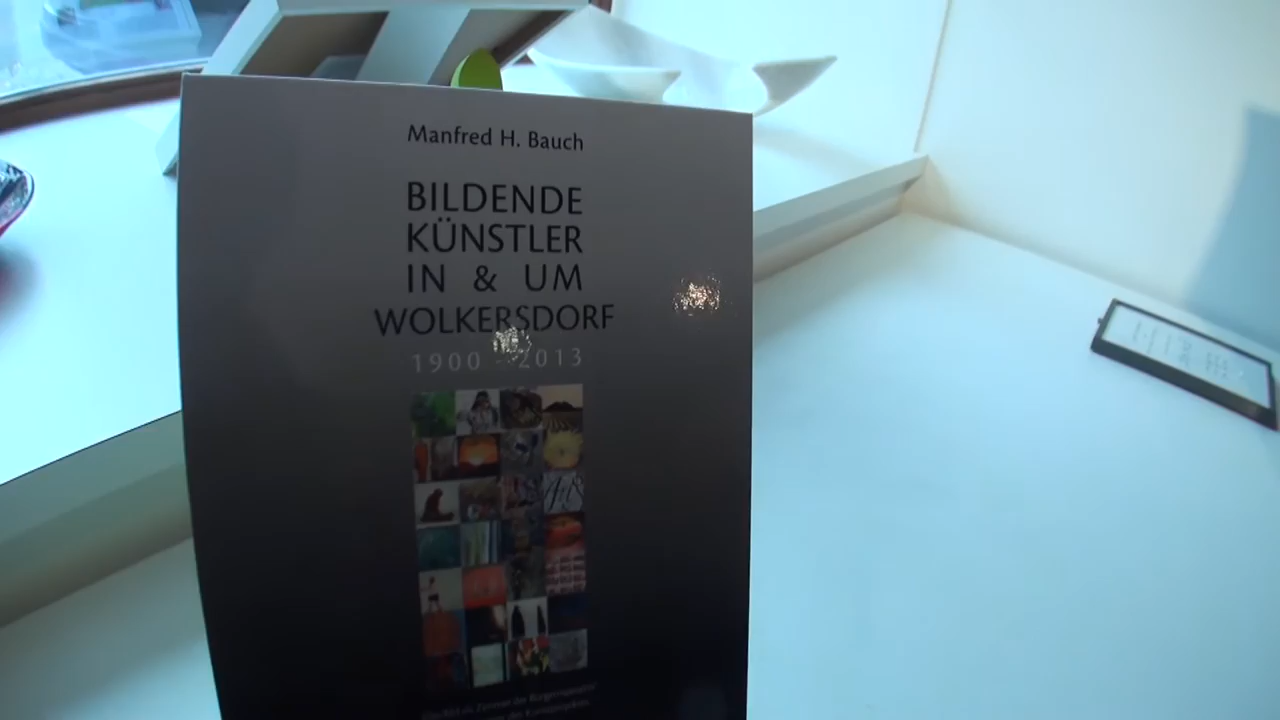 Manfred H. Bauch
BILDENDE
KÜNSTLER
IN & UM
WOLKERSDORF
1900 - 2013